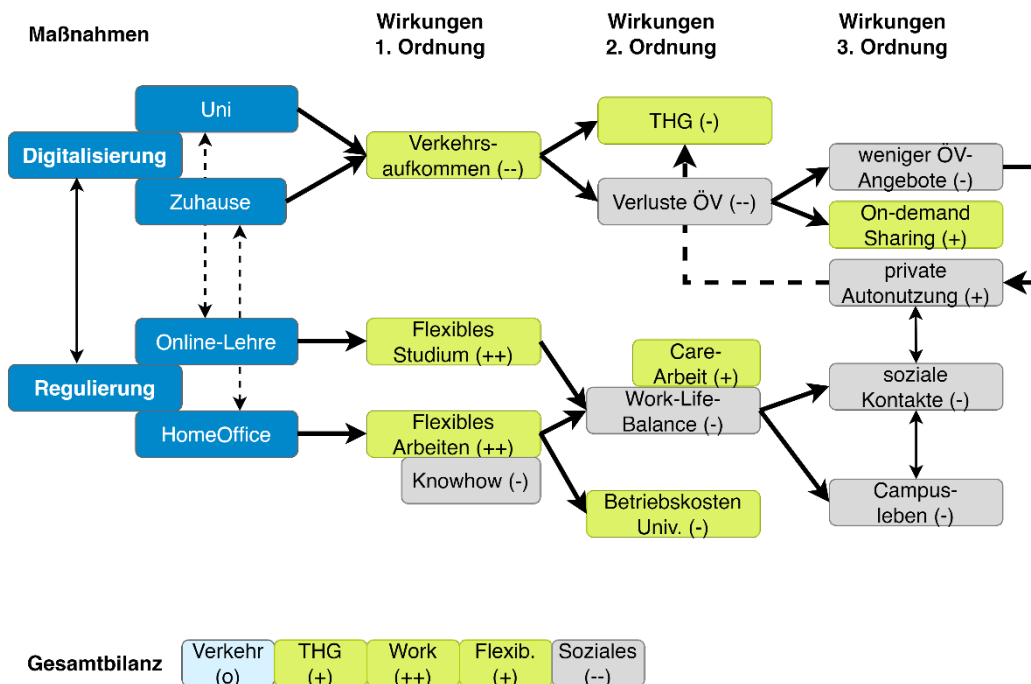 Maßnahmen
Wirkungen
1. Ordnung
Wirkungen
2. Ordnung
Wirkungen
3. Ordnung
Uni
Digitalisierung
Zuhause
Online-Lehre
Regulierung
HomeOffice
Verkehrs-
aufkommen (--)
Flexibles
Studium (++)
Flexibles
Arbeiten (++)
Knowhow (-)
THG (-)
Verluste ÖV (--)
Care-
Arbeit (+)
Work-Life-
Balance (-)
Betriebskosten
Univ. (-)
weniger ÖV-
Angebote (-)
On-demand
Sharing (+)
private
Autonutzung (+)
soziale
Kontakte (-)
Campus-
leben (-)
Gesamtbilanz
Verkehr
(o)
THG
(+)
Work
(++)
Flexib.
(+)
Soziales
(--)